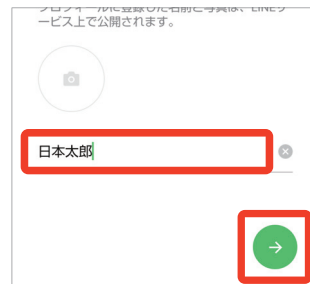 プロフィールに登録した名前と写真は、LINEサ
ービス上で公開されます。
日本太郎